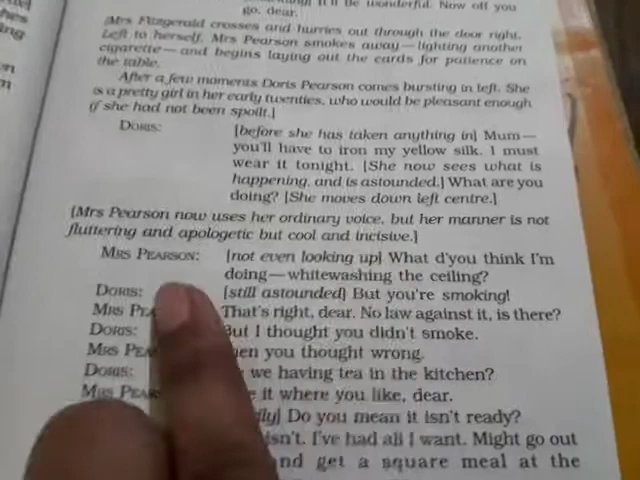 it'll be wonderful. Now off you
go, dear.
[Mrs Fitzgerald crosses and hurries out through the door right.
Left to herself, Mrs Pearson smokes away—lighting another
cigarette—and begins laying out the cards for patience on
the table.
After a few moments Doris Pearson comes bursting in left. She
is a pretty girl in her early twenties, who would be pleasant enough
if she had not been spoilt.]
DORIS: [before she has taken anything in] Mum—
you'll have to iron my yellow silk. I must
wear it tonight. [She now sees what is
happening, and is astounded.] What are you
doing? [She moves down left centre.]
[Mrs Pearson now uses her ordinary voice, but her manner is not
fluttering and apologetic but cool and incisive.]
MRS PEARSON: [not even looking up] What d'you think I'm
doing—whitewashing the ceiling?
DORIS: [still astounded] But you're smoking!
MRS PEA That's right, dear. No law against it, is there?
DORIS: But I thought you didn't smoke.
MRS PEA hen you thought wrong.
DORIS: we having tea in the kitchen?
MRS PEAR e it where you like, dear.
ily] Do you mean it isn't ready?
isn't. I've had all I want. Might go out
nd get a square meal at the